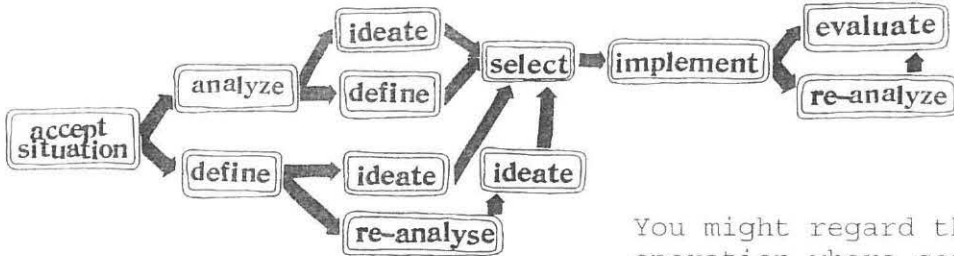 ideate
evaluate
analyze
select
implement
define
re-analyze
accept
situation
define
ideate
ideate
re-analyse
You might regard